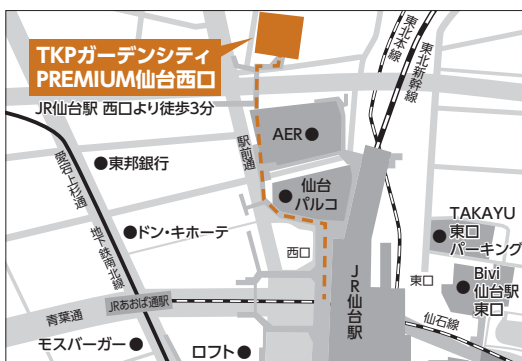 TKPガーデンシティ
PREMIUM仙台西口
JR仙台駅 西口より徒歩3分
東北本線
東北新幹線
駅前通
AER
愛宕上杉通
地下鉄南北線
東邦銀行
仙台
パルコ
ドン・キホーテ
西口
JR仙台駅
東口
TAKAYU
東口
パーキング
Bivi
仙台駅
東口
JRあおば通駅
青葉通
仙石線
モスバーガー
ロフト